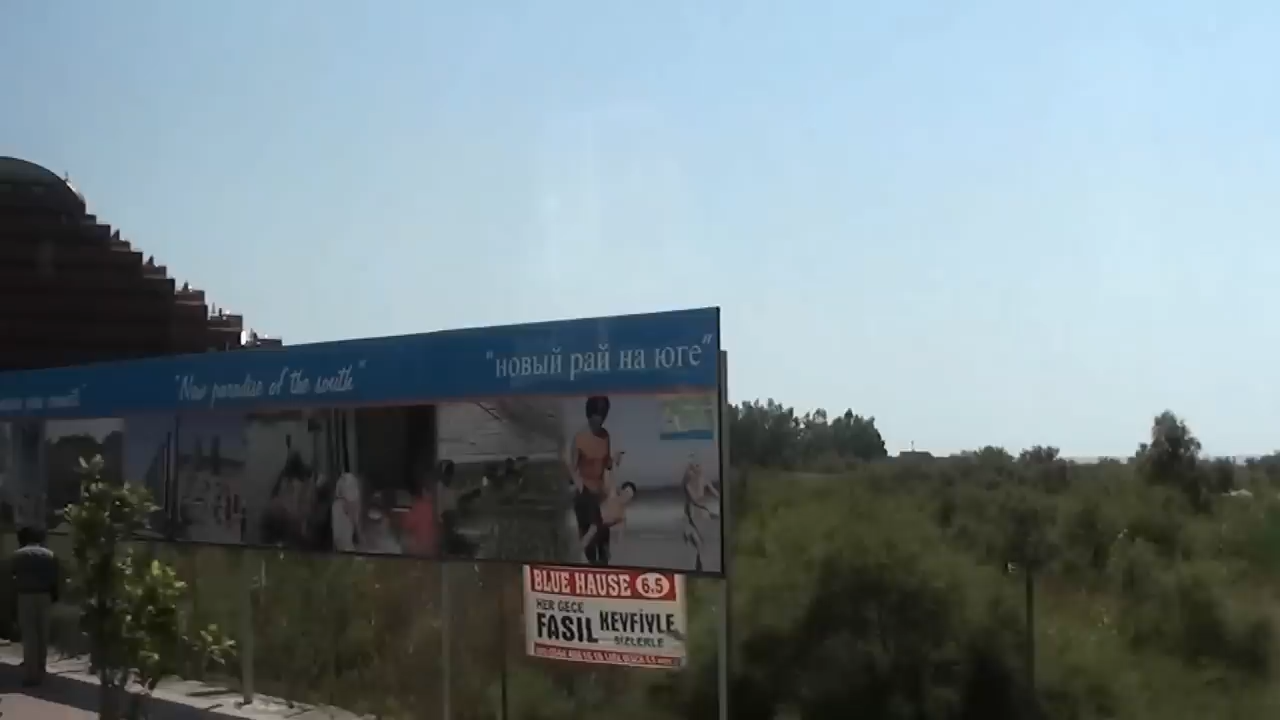 "New paradise of the south"
"новый рай на юге"
BLUE HAUSE 6.5
HER GECE
FASIL KEYFİYLE
SİZLERLE